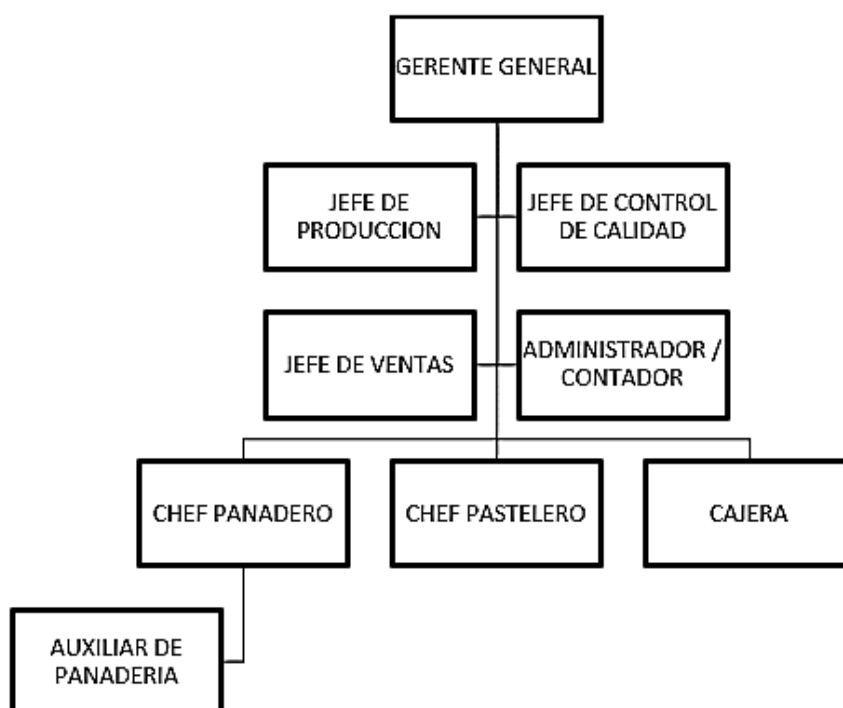 GERENTE GENERAL
JEFE DE
PRODUCCION
JEFE DE CONTROL
DE CALIDAD
JEFE DE VENTAS
ADMINISTRADOR /
CONTADOR
CHEF PANADERO
CHEF PASTELERO
CAJERA
AUXILIAR DE
PANADERIA